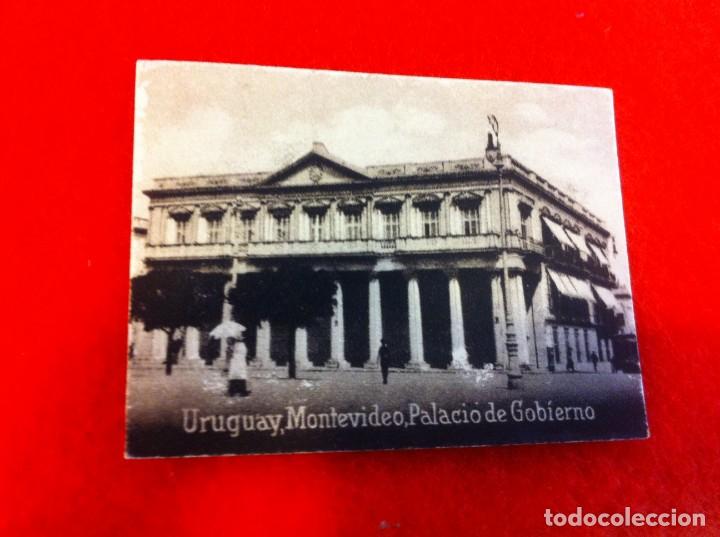 Uruguay, Montevideo, Palacio de Gobierno
todocoleccion